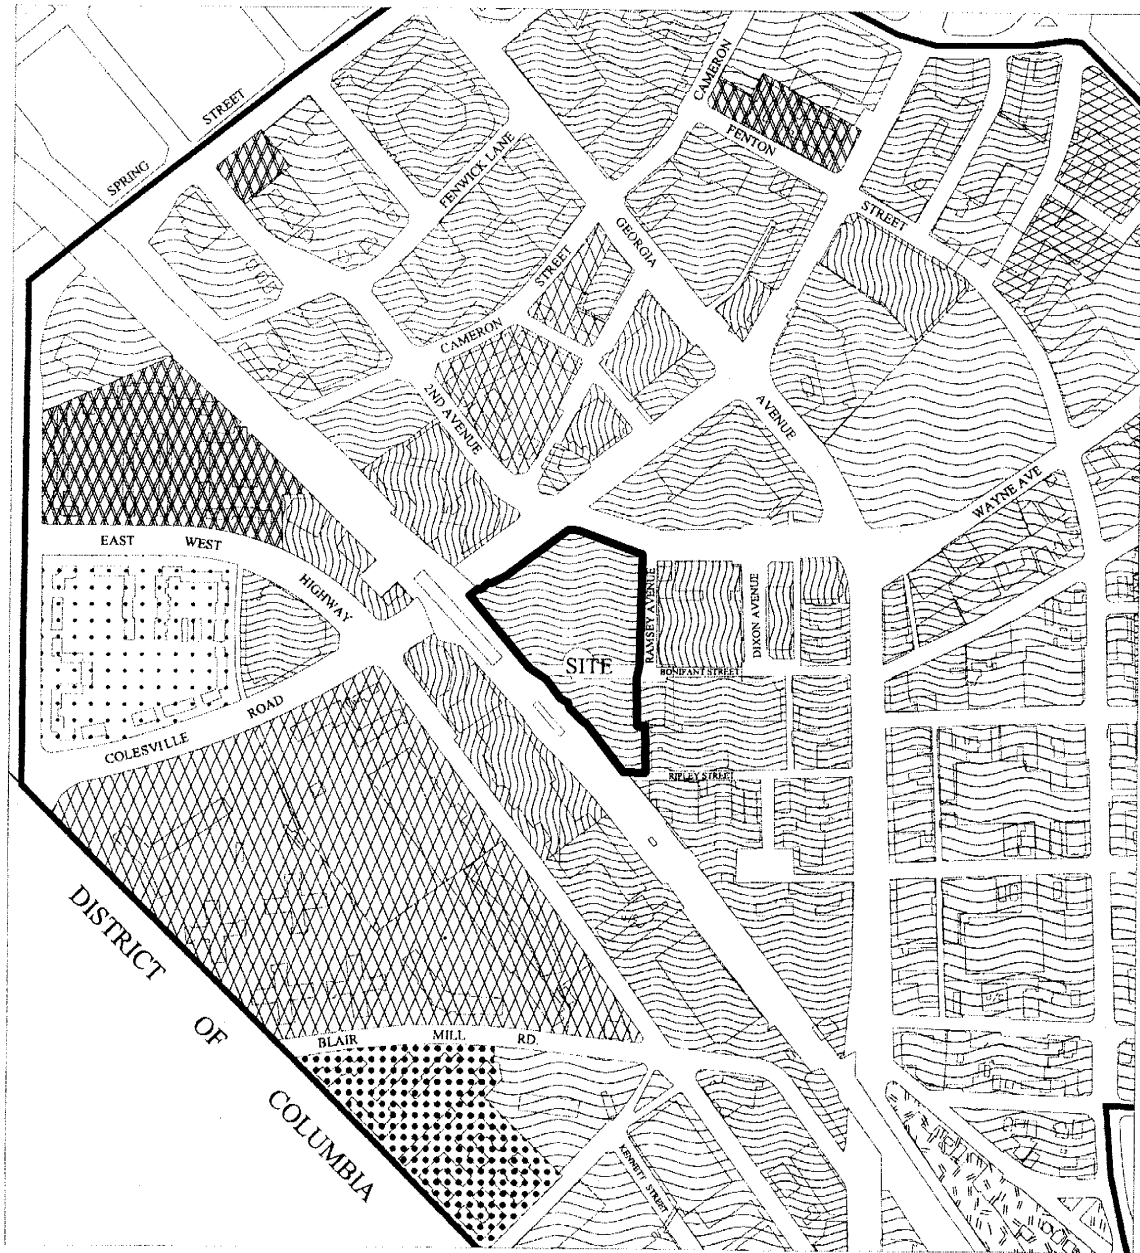 SPRING
STREET
CAMERON
FENTON
STREET
FENWICK LANE
GEORGIA
AVENUE
CAMERON
STREET
2ND AVENUE
WAYNE AVE
EAST
WEST
HIGHWAY
RAMSEY AVENUE
DIXON AVENUE
SITE
BONIFANT STREET
COLESVILLE
ROAD
RIPLEY STREET
DISTRICT
OF
COLUMBIA
BLAIR
MILL
RD.
KENNETT STREET